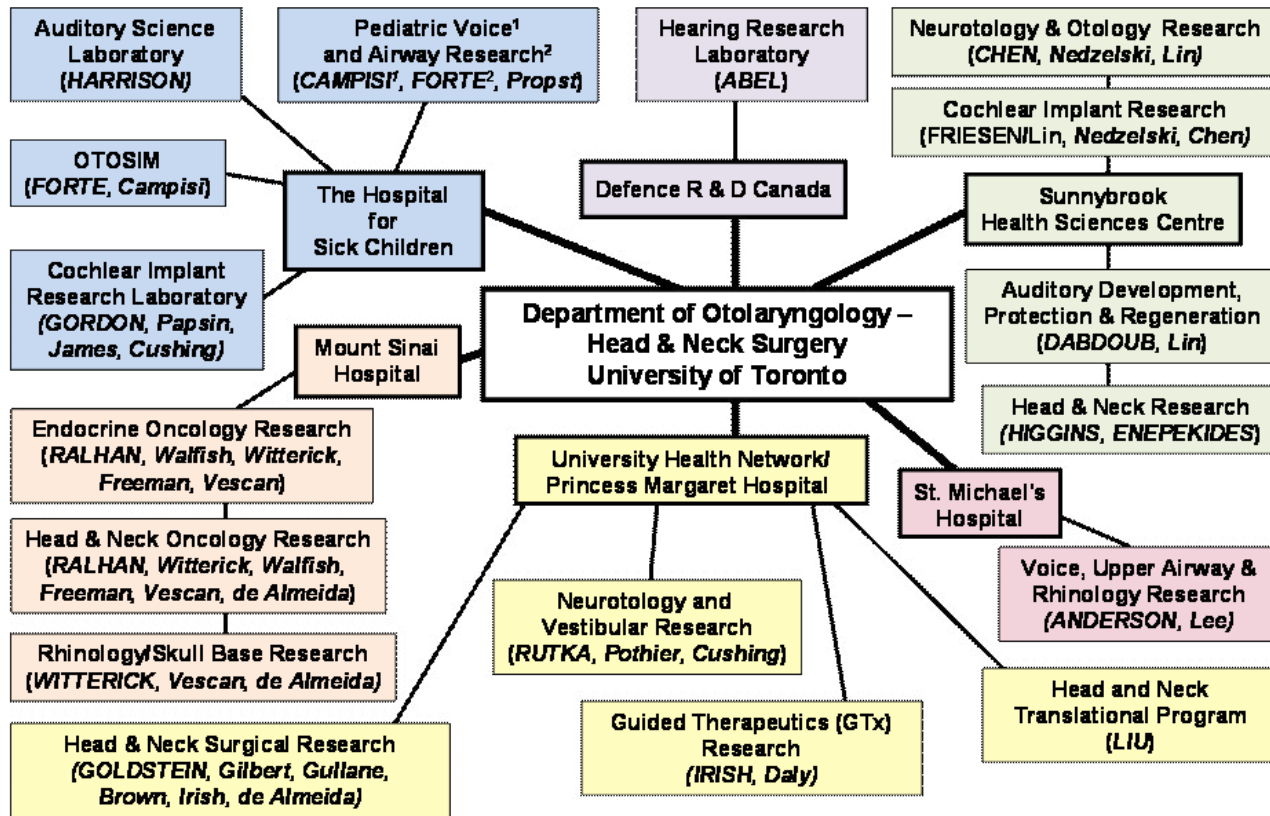 Auditory Science
Laboratory
(HARRISON)
Pediatric Voice¹
and Airway Research²
(CAMPISI¹, FORTE², Propst)
Hearing Research
Laboratory
(ABEL)
Neurotology & Otology Research
(CHEN, Nedzelski, Lin)
Cochlear Implant Research
(FRIESEN/Lin, Nedzelski, Chen)
OTOSIM
(FORTE, Campisi)
The Hospital
for
Sick Children
Defence R & D Canada
Sunnybrook
Health Sciences Centre
Cochlear Implant
Research Laboratory
(GORDON, Papsin,
James, Cushing)
Mount Sinai
Hospital
Department of Otolaryngology –
Head & Neck Surgery
University of Toronto
Auditory Development,
Protection & Regeneration
(DABDOUB, Lin)
Head & Neck Research
(HIGGINS, ENEPEKIDES)
Endocrine Oncology Research
(RALHAN, Walfish, Witterick,
Freeman, Vescan)
University Health Network/
Princess Margaret Hospital
St. Michael's
Hospital
Head & Neck Oncology Research
(RALHAN, Witterick, Walfish,
Freeman, Vescan, de Almeida)
Voice, Upper Airway &
Rhinology Research
(ANDERSON, Lee)
Neurotology and
Vestibular Research
(RUTKA, Pothier, Cushing)
Rhinology/Skull Base Research
(WITTERICK, Vescan, de Almeida)
Head and Neck
Translational Program
(LIU)
Guided Therapeutics (GTx)
Research
(IRISH, Daly)
Head & Neck Surgical Research
(GOLDSTEIN, Gilbert, Gullane,
Brown, Irish, de Almeida)